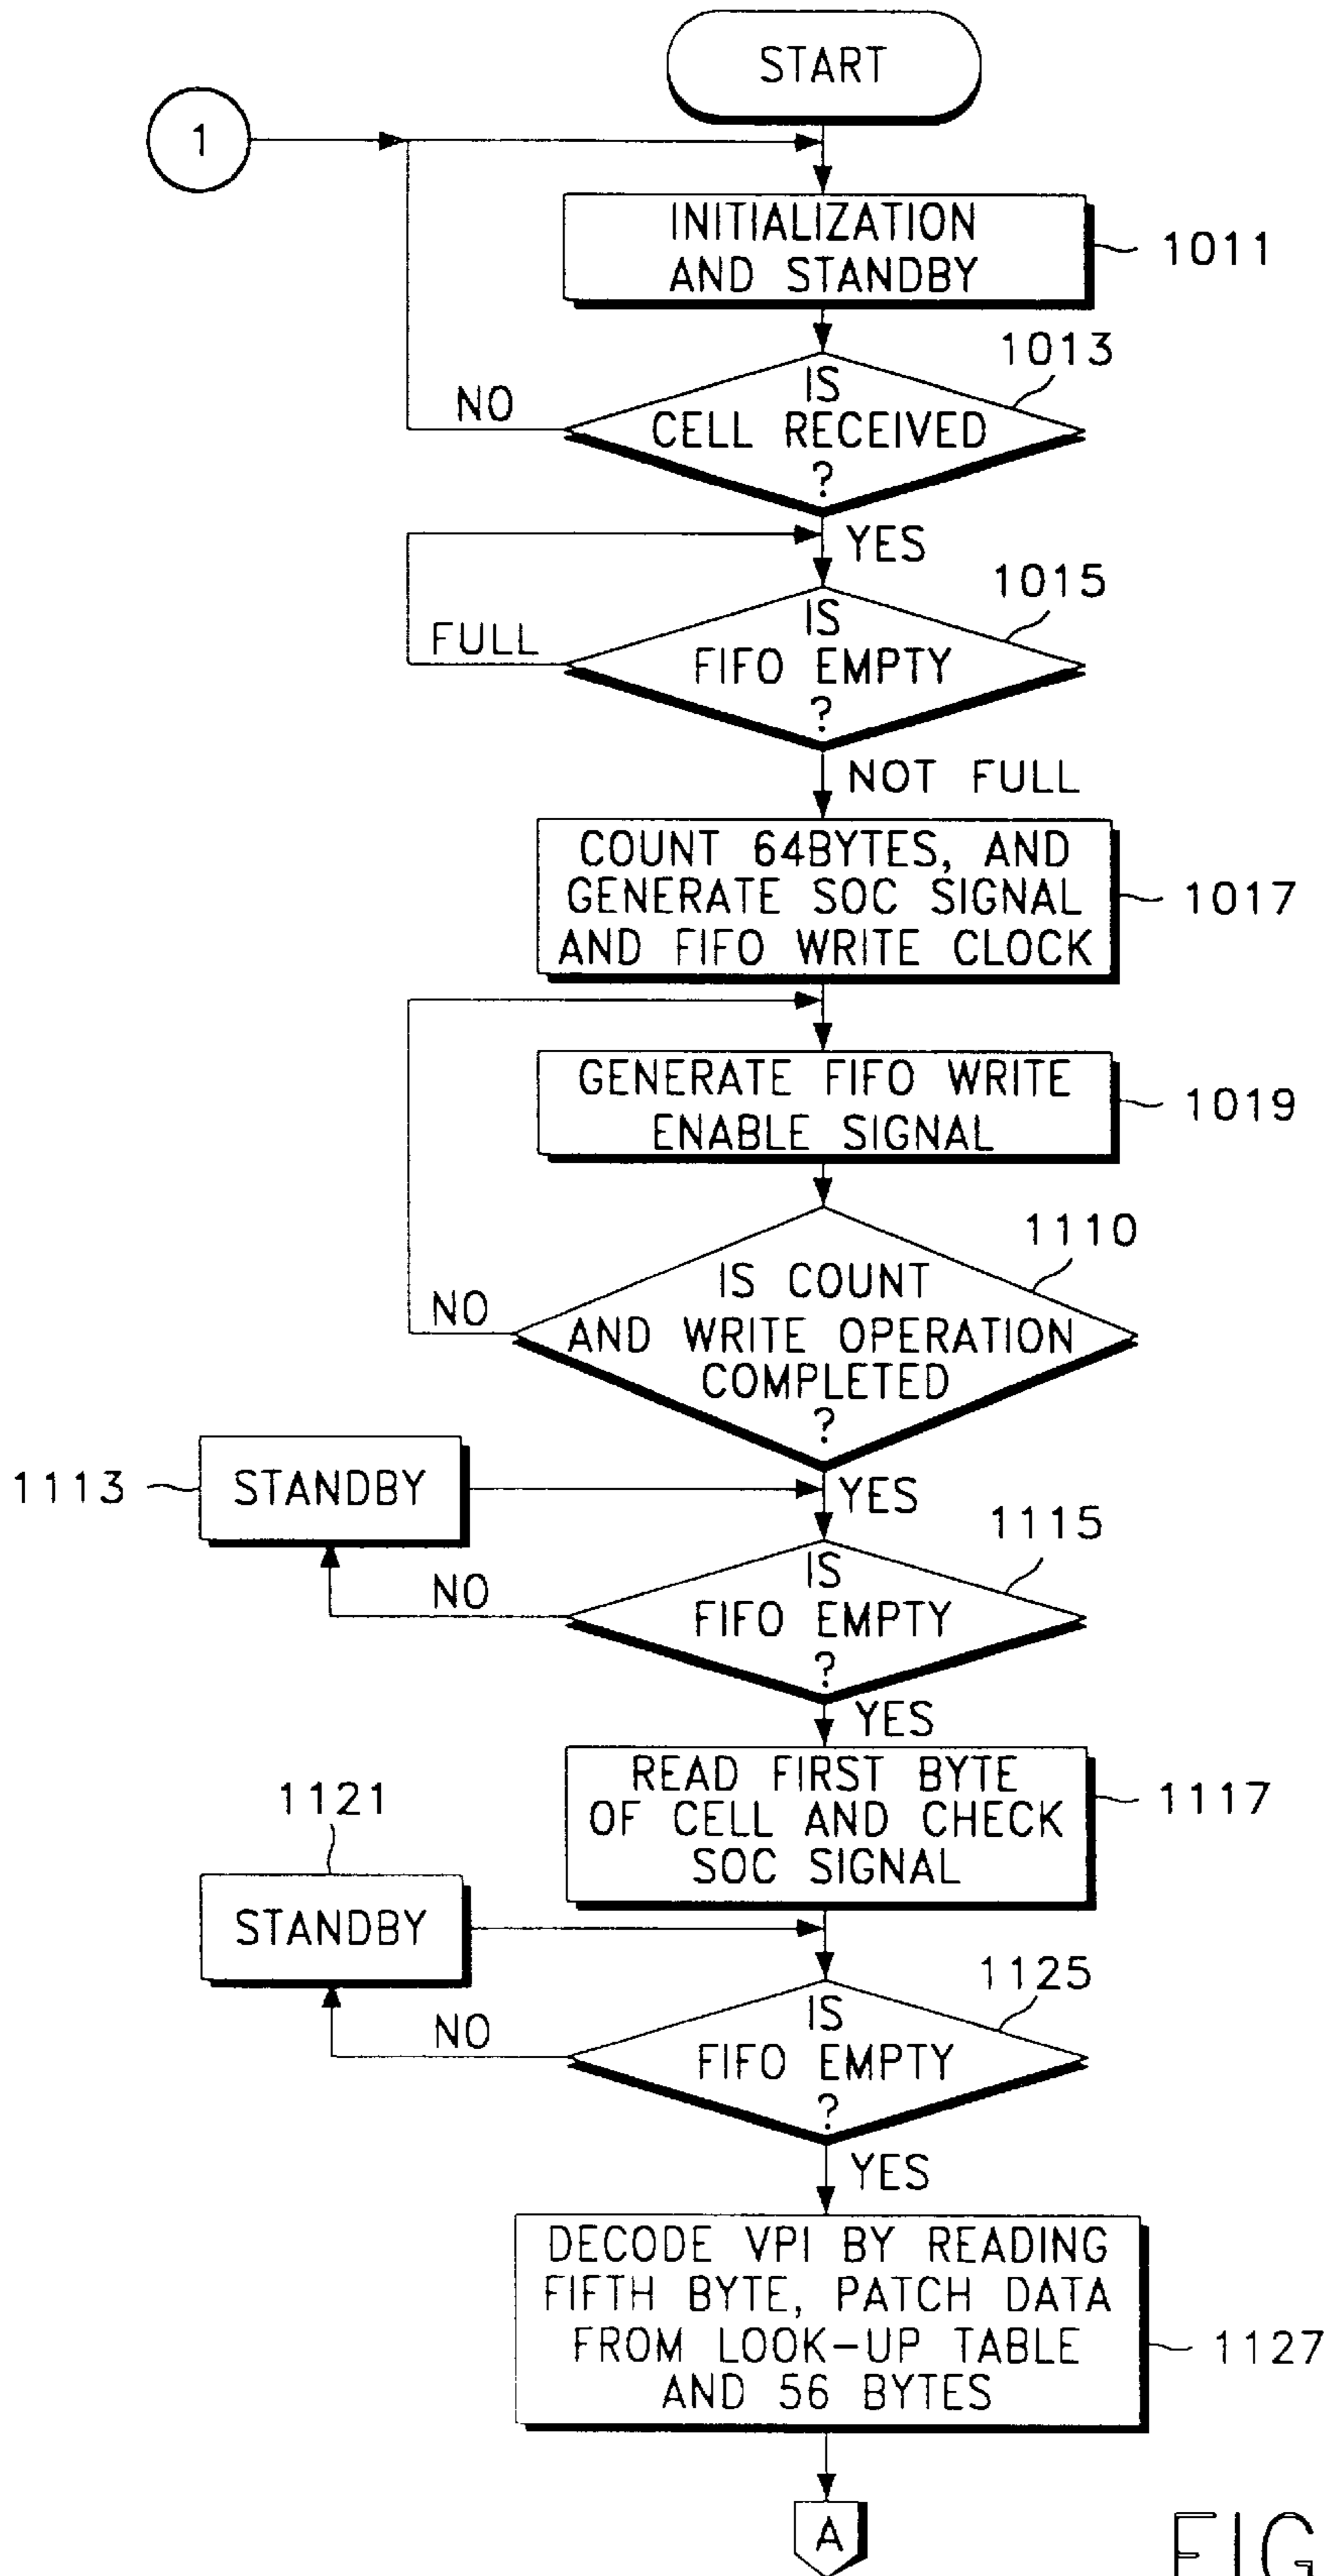 START
1
INITIALIZATION
AND STANDBY
1011
1013
IS
CELL RECEIVED
?
NO
YES
1015
IS
FIFO EMPTY
?
FULL
NOT FULL
COUNT 64BYTES, AND
GENERATE SOC SIGNAL
AND FIFO WRITE CLOCK
1017
GENERATE FIFO WRITE
ENABLE SIGNAL
1019
1110
IS COUNT
AND WRITE OPERATION
COMPLETED
?
NO
YES
1113
STANDBY
1115
IS
FIFO EMPTY
?
NO
YES
READ FIRST BYTE
OF CELL AND CHECK
SOC SIGNAL
1117
1121
STANDBY
1125
IS
FIFO EMPTY
?
NO
YES
DECODE VPI BY READING
FIFTH BYTE, PATCH DATA
FROM LOOK-UP TABLE
AND 56 BYTES
1127
A
FIG